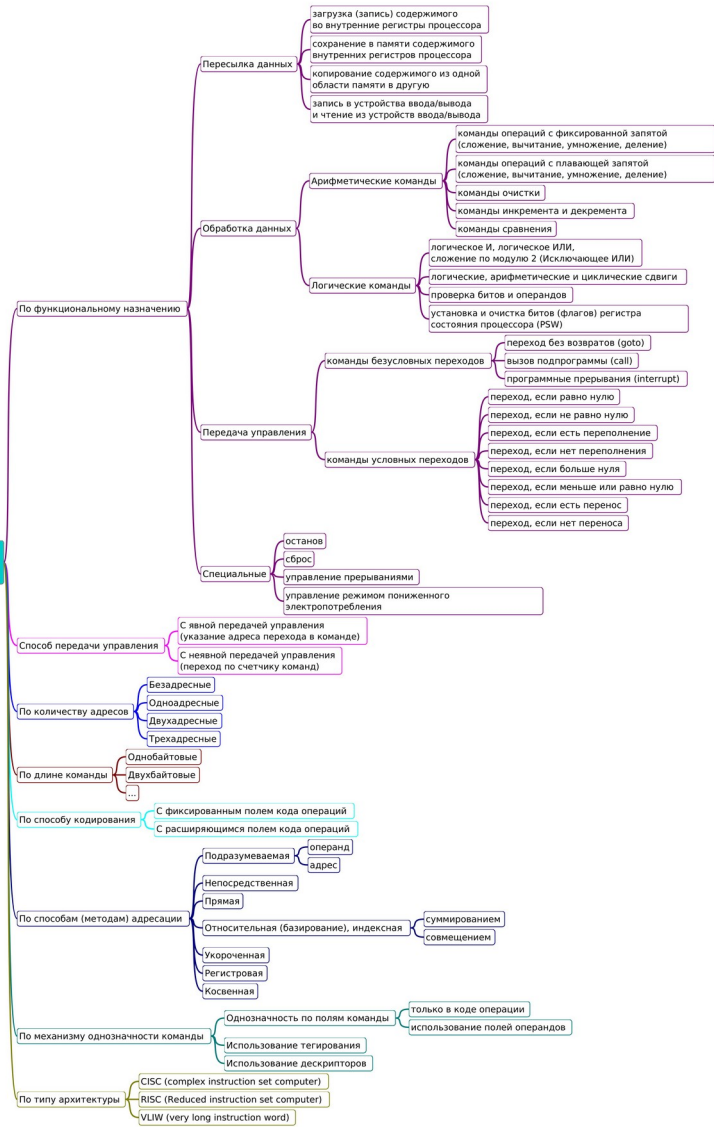 По функциональному назначению
Пересылка данных
загрузка (запись) содержимого
во внутренние регистры процессора
сохранение в памяти содержимого
внутренних регистров процессора
копирование содержимого из одной
области памяти в другую
запись в устройства ввода/вывода
и чтение из устройств ввода/вывода
Обработка данных
Арифметические команды
команды операций с фиксированной запятой
(сложение, вычитание, умножение, деление)
команды операций с плавающей запятой
(сложение, вычитание, умножение, деление)
команды очистки
команды инкремента и декремента
команды сравнения
Логические команды
логическое И, логическое ИЛИ,
сложение по модулю 2 (Исключающее ИЛИ)
логические, арифметические и циклические сдвиги
проверка битов и операндов
установка и очистка битов (флагов) регистра
состояния процессора (PSW)
Передача управления
команды безусловных переходов
переход без возвратов (goto)
вызов подпрограммы (call)
программные прерывания (interrupt)
команды условных переходов
переход, если равно нулю
переход, если не равно нулю
переход, если есть переполнение
переход, если нет переполнения
переход, если больше нуля
переход, если меньше или равно нулю
переход, если есть перенос
переход, если нет переноса
Специальные
останов
сброс
управление прерываниями
управление режимом пониженного
электропотребления
Способ передачи управления
С явной передачей управления
(указание адреса перехода в команде)
С неявной передачей управления
(переход по счетчику команд)
По количеству адресов
Безадресные
Одноадресные
Двухадресные
Трехадресные
По длине команды
Однобайтовые
Двухбайтовые
...
По способу кодирования
С фиксированным полем кода операций
С расширяющимся полем кода операций
По способам (методам) адресации
Подразумеваемая
операнд
адрес
Непосредственная
Прямая
Относительная (базирование), индексная
суммированием
совмещением
Укороченная
Регистровая
Косвенная
По механизму однозначности команды
Однозначность по полям команды
только в коде операции
использование полей операндов
Использование тегирования
Использование дескрипторов
По типу архитектуры
CISC (complex instruction set computer)
RISC (Reduced instruction set computer)
VLIW (very long instruction word)